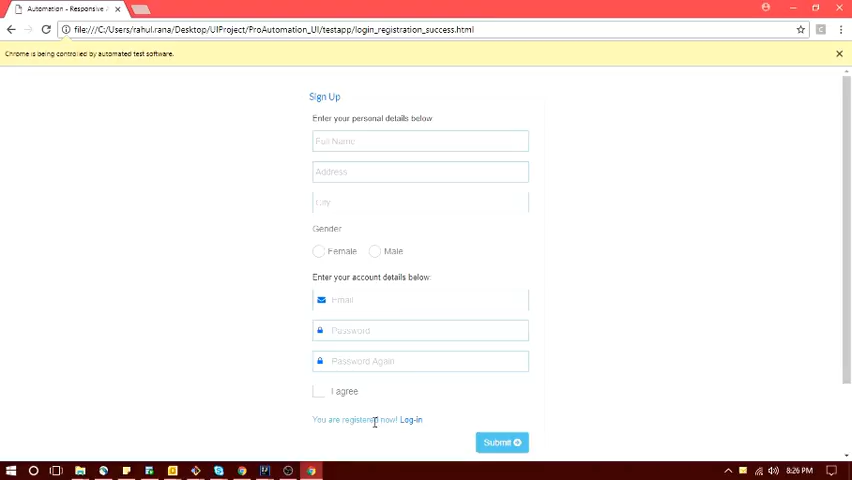 Automation - Responsive
file:///C:/Users/rahul.rana/Desktop/UIProject/ProAutomation_UI/testapp/login_registration_success.html
Chrome is being controlled by automated test software.
Sign Up
Enter your personal details below
Full Name
Address
City
Gender
Female Male
Enter your account details below:
Email
Password
Password Again
I agree
You are registered now! Log-in
Submit
8:26 PM